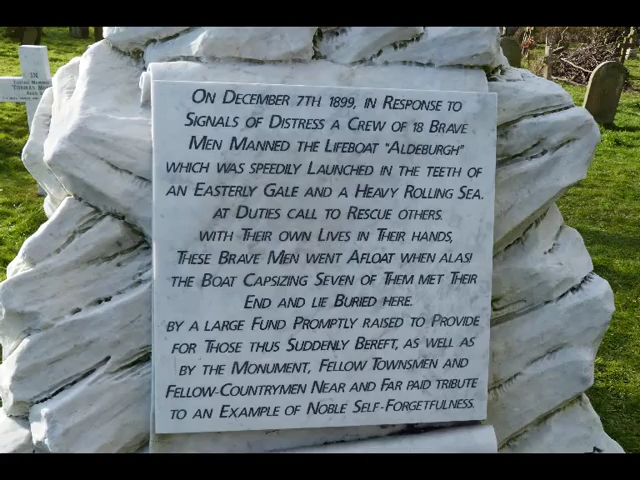 On December 7th 1899, in Response to
Signals of Distress a Crew of 18 Brave
Men Manned the Lifeboat "Aldeburgh"
which was speedily Launched in the teeth of
an Easterly Gale and a Heavy Rolling Sea.
at Duties call to Rescue others.
with Their own Lives in Their hands,
These Brave Men went Afloat when alas!
the Boat Capsizing Seven of Them met Their
End and lie Buried here.
by a large Fund Promptly raised to Provide
for Those thus Suddenly Bereft, as well as
by the Monument, Fellow Townsmen and
Fellow-Countrymen Near and Far paid tribute
to an Example of Noble Self-Forgetfulness.